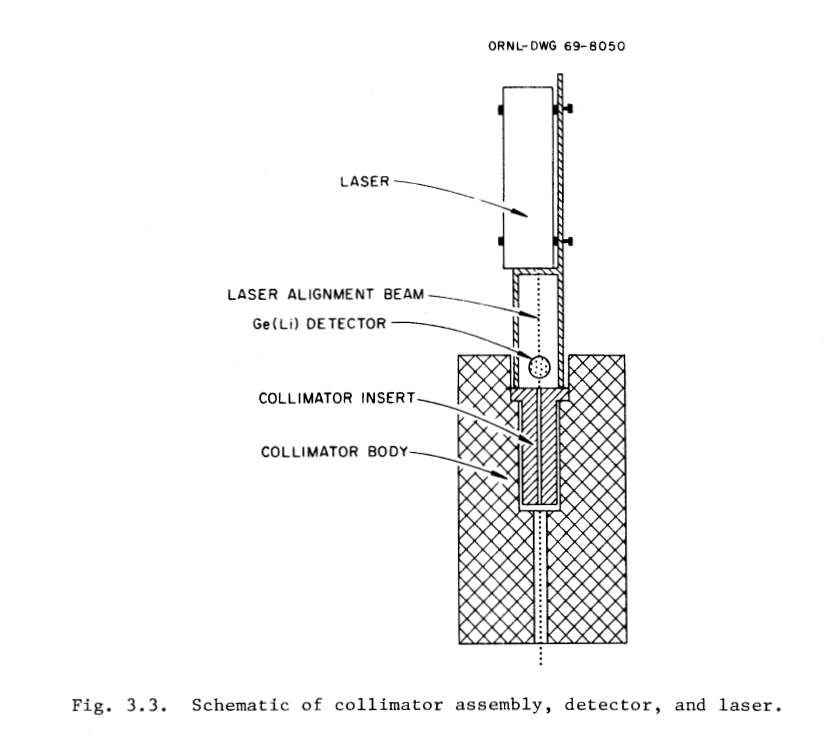 ORNL-DWG 69-8050
LASER
LASER ALIGNMENT BEAM
Ge(Li) DETECTOR
COLLIMATOR INSERT
COLLIMATOR BODY
Fig. 3.3. Schematic of collimator assembly, detector, and laser.